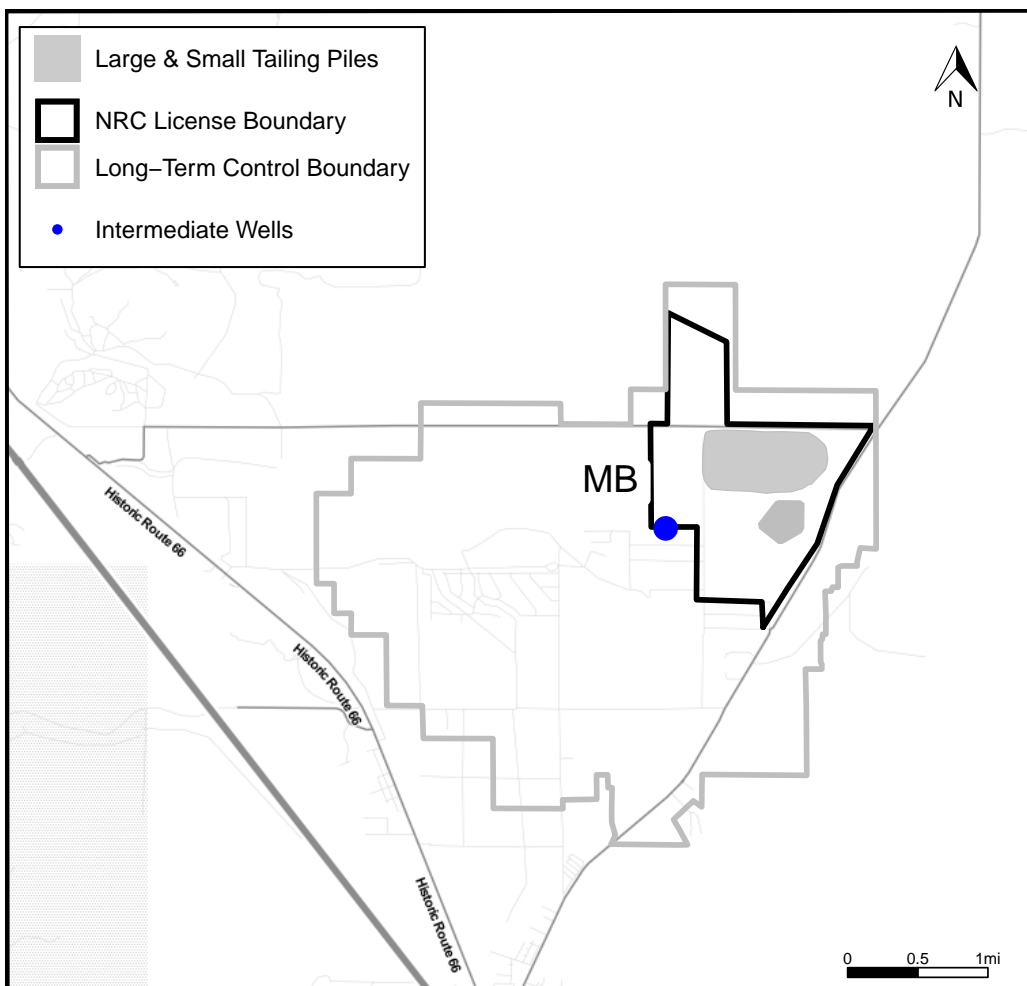 Large & Small Tailing Piles
NRC License Boundary
Long−Term Control Boundary
Intermediate Wells
N
MB
Historic Route 66
Historic Route 66
Historic Route 66
0 0.5 1mi